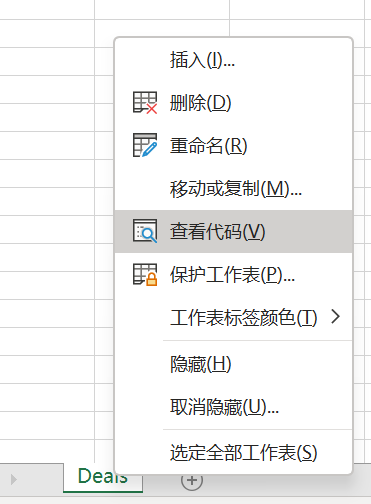 插入(I)...
删除(D)
重命名(R)
移动或复制(M)...
查看代码(V)
保护工作表(P)...
工作表标签颜色(T)
隐藏(H)
取消隐藏(U)...
选定全部工作表(S)
Deals